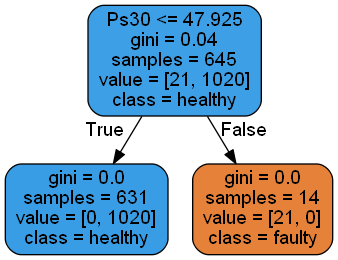 Ps30 <= 47.925
gini = 0.04
samples = 645
value = [21, 1020]
class = healthy
True
False
gini = 0.0
samples = 631
value = [0, 1020]
class = healthy
gini = 0.0
samples = 14
value = [21, 0]
class = faulty